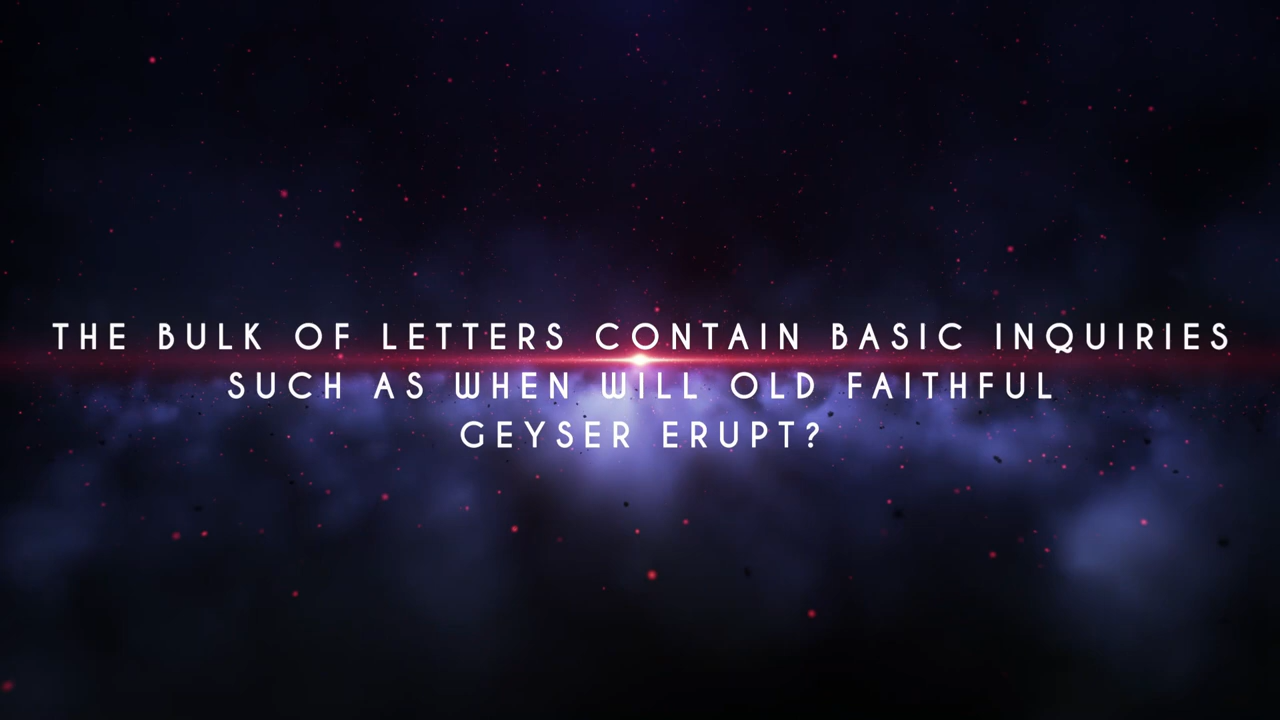 THE BULK OF LETTERS CONTAIN BASIC INQUIRIES
SUCH AS WHEN WILL OLD FAITHFUL
GEYSER ERUPT?